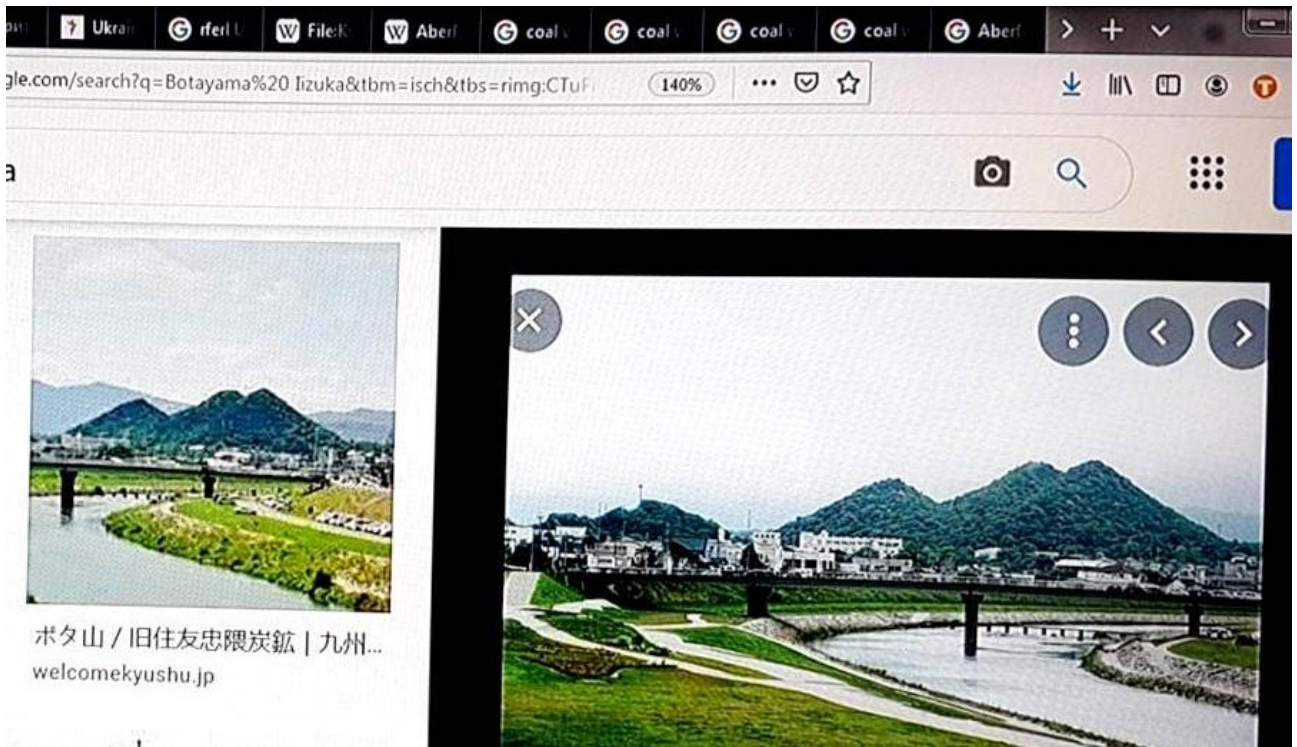 Ukrai
rferl U
File:K
Aberf
coal v
coal v
coal v
coal v
Aberf
gle.com/search?q=Botayama%20 Iizuka&tbm=isch&tbs=rimg:CTuF
140%
a
ボタ山 / 旧住友忠隈炭鉱 | 九州...
welcomekyushu.jp